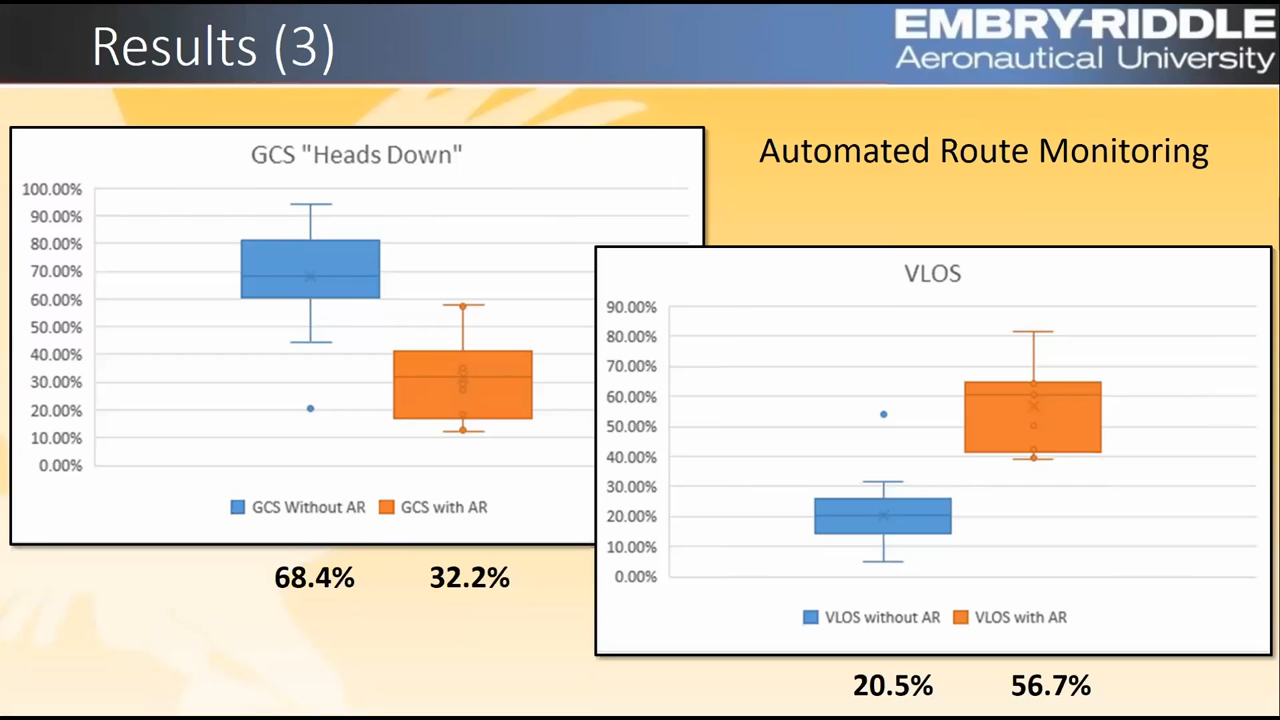 Results (3)
EMBRY-RIDDLE
Aeronautical University
Automated Route Monitoring
GCS "Heads Down"
100.00%
90.00%
80.00%
70.00%
60.00%
50.00%
40.00%
30.00%
20.00%
10.00%
0.00%
GCS Without AR GCS with AR
68.4% 32.2%
VLOS
90.00%
80.00%
70.00%
60.00%
50.00%
40.00%
30.00%
20.00%
10.00%
0.00%
VLOS without AR VLOS with AR
20.5% 56.7%